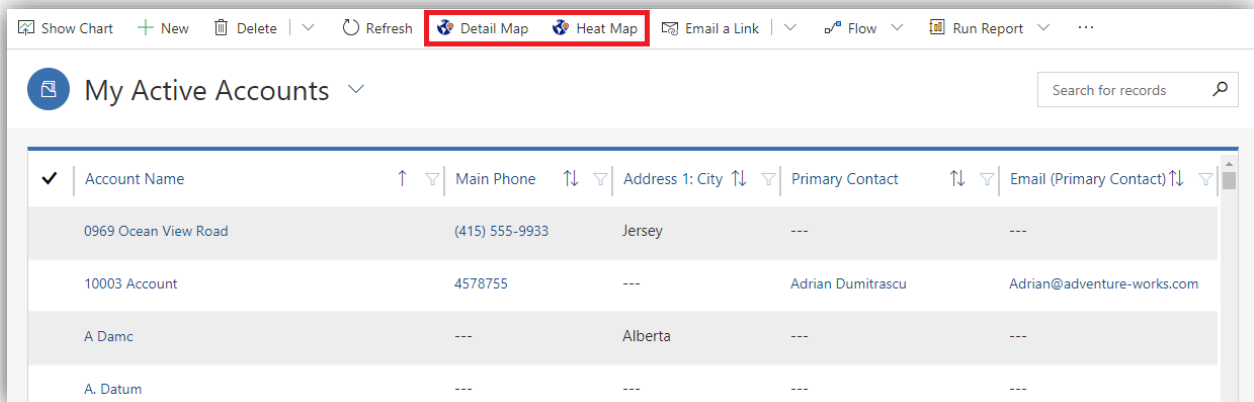 Show Chart + New Delete Refresh Detail Map Heat Map Email a Link Flow Run Report ...
My Active Accounts Search for records
Account Name Main Phone Address 1: City Primary Contact Email (Primary Contact)
0969 Ocean View Road (415) 555-9933 Jersey --- ---
10003 Account 4578755 --- Adrian Dumitrascu Adrian@adventure-works.com
A Damc --- Alberta --- ---
A. Datum --- --- --- ---